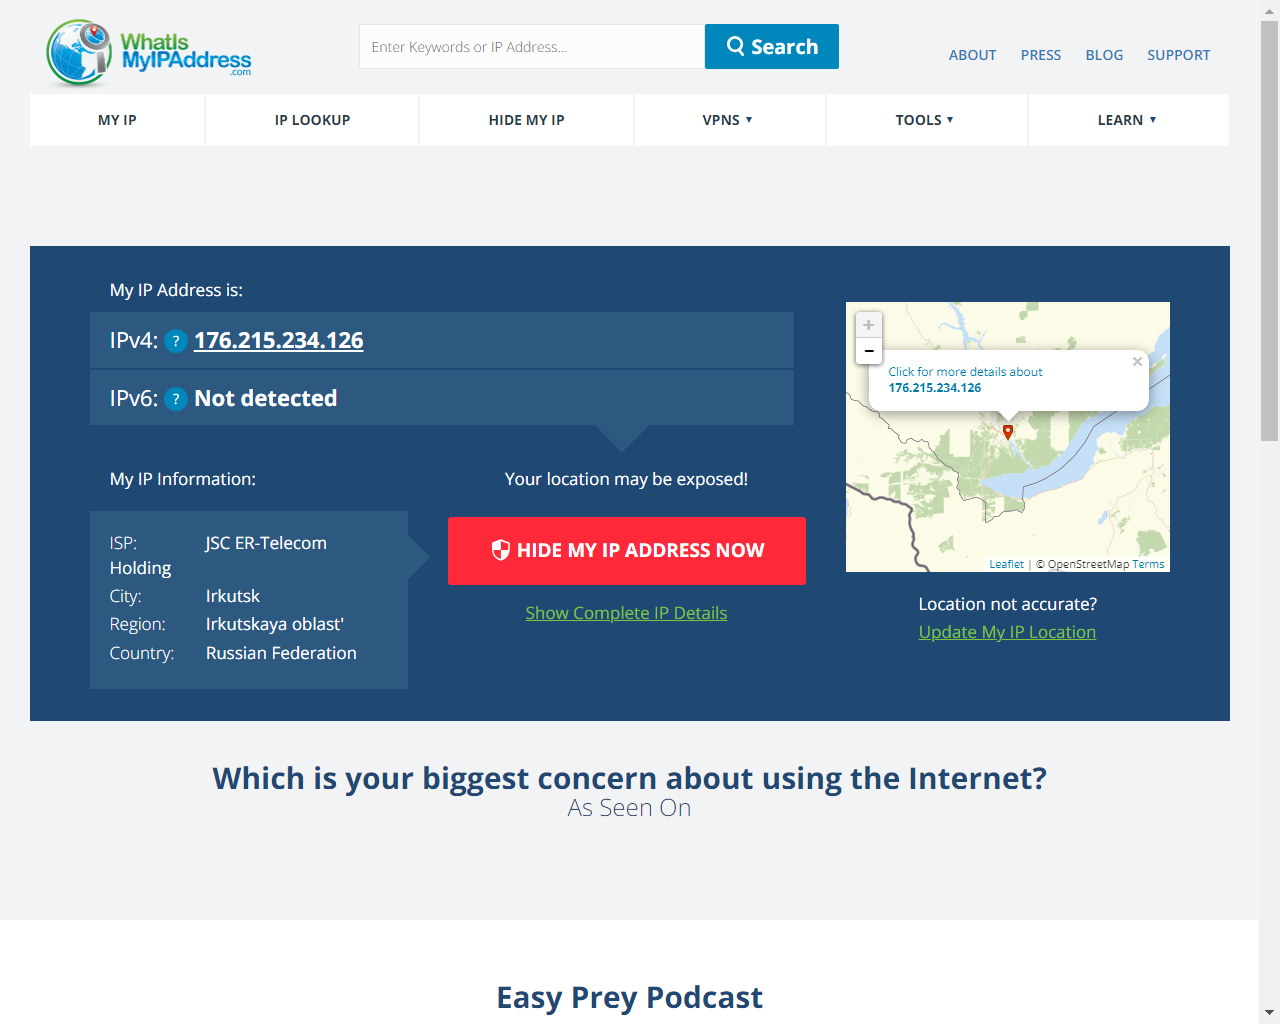 WhatIs
MyIPAddress
.com
Enter Keywords or IP Address...
Search
ABOUT PRESS BLOG SUPPORT
MY IP IP LOOKUP HIDE MY IP VPNS ▼ TOOLS ▼ LEARN ▼
My IP Address is:
IPv4: ? 176.215.234.126
IPv6: ? Not detected
My IP Information:
ISP: JSC ER-Telecom
Holding
City: Irkutsk
Region: Irkutskaya oblast'
Country: Russian Federation
Your location may be exposed!
HIDE MY IP ADDRESS NOW
Show Complete IP Details
+
−
Click for more details about
176.215.234.126
×
Leaflet | © OpenStreetMap Terms
Location not accurate?
Update My IP Location
Which is your biggest concern about using the Internet?
As Seen On
Easy Prey Podcast